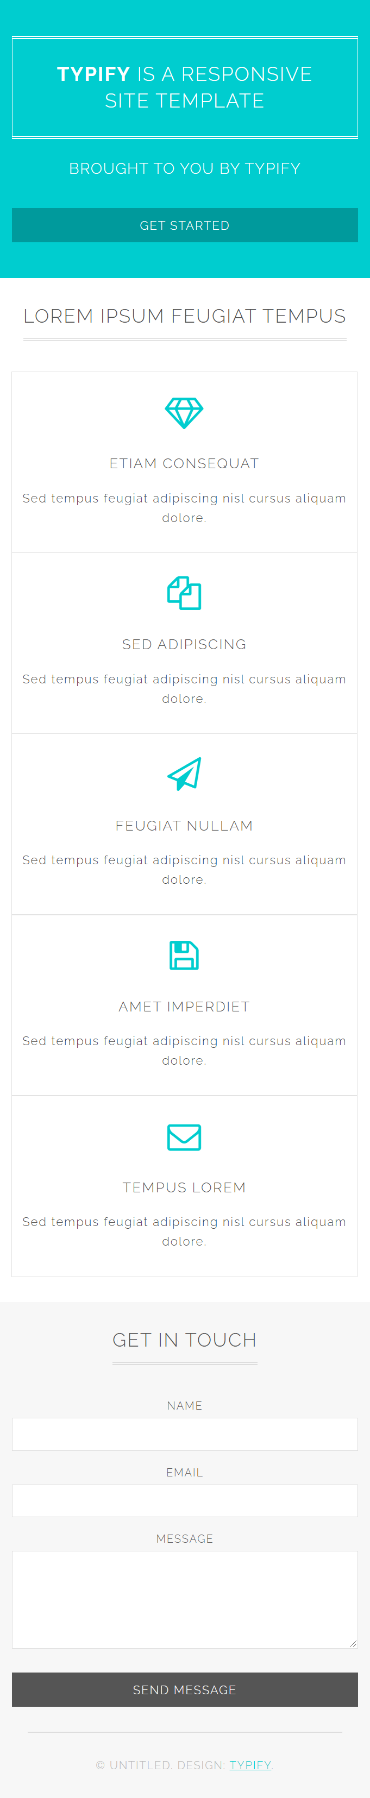 TYPIFY IS A RESPONSIVE
SITE TEMPLATE
BROUGHT TO YOU BY TYPIFY
GET STARTED
LOREM IPSUM FEUGIAT TEMPUS
ETIAM CONSEQUAT
Sed tempus feugiat adipiscing nisl cursus aliquam
dolore.
SED ADIPISCING
Sed tempus feugiat adipiscing nisl cursus aliquam
dolore.
FEUGIAT NULLAM
Sed tempus feugiat adipiscing nisl cursus aliquam
dolore.
AMET IMPERDIET
Sed tempus feugiat adipiscing nisl cursus aliquam
dolore.
TEMPUS LOREM
Sed tempus feugiat adipiscing nisl cursus aliquam
dolore.
GET IN TOUCH
NAME
EMAIL
MESSAGE
SEND MESSAGE
© UNTITLED. DESIGN: TYPIFY.